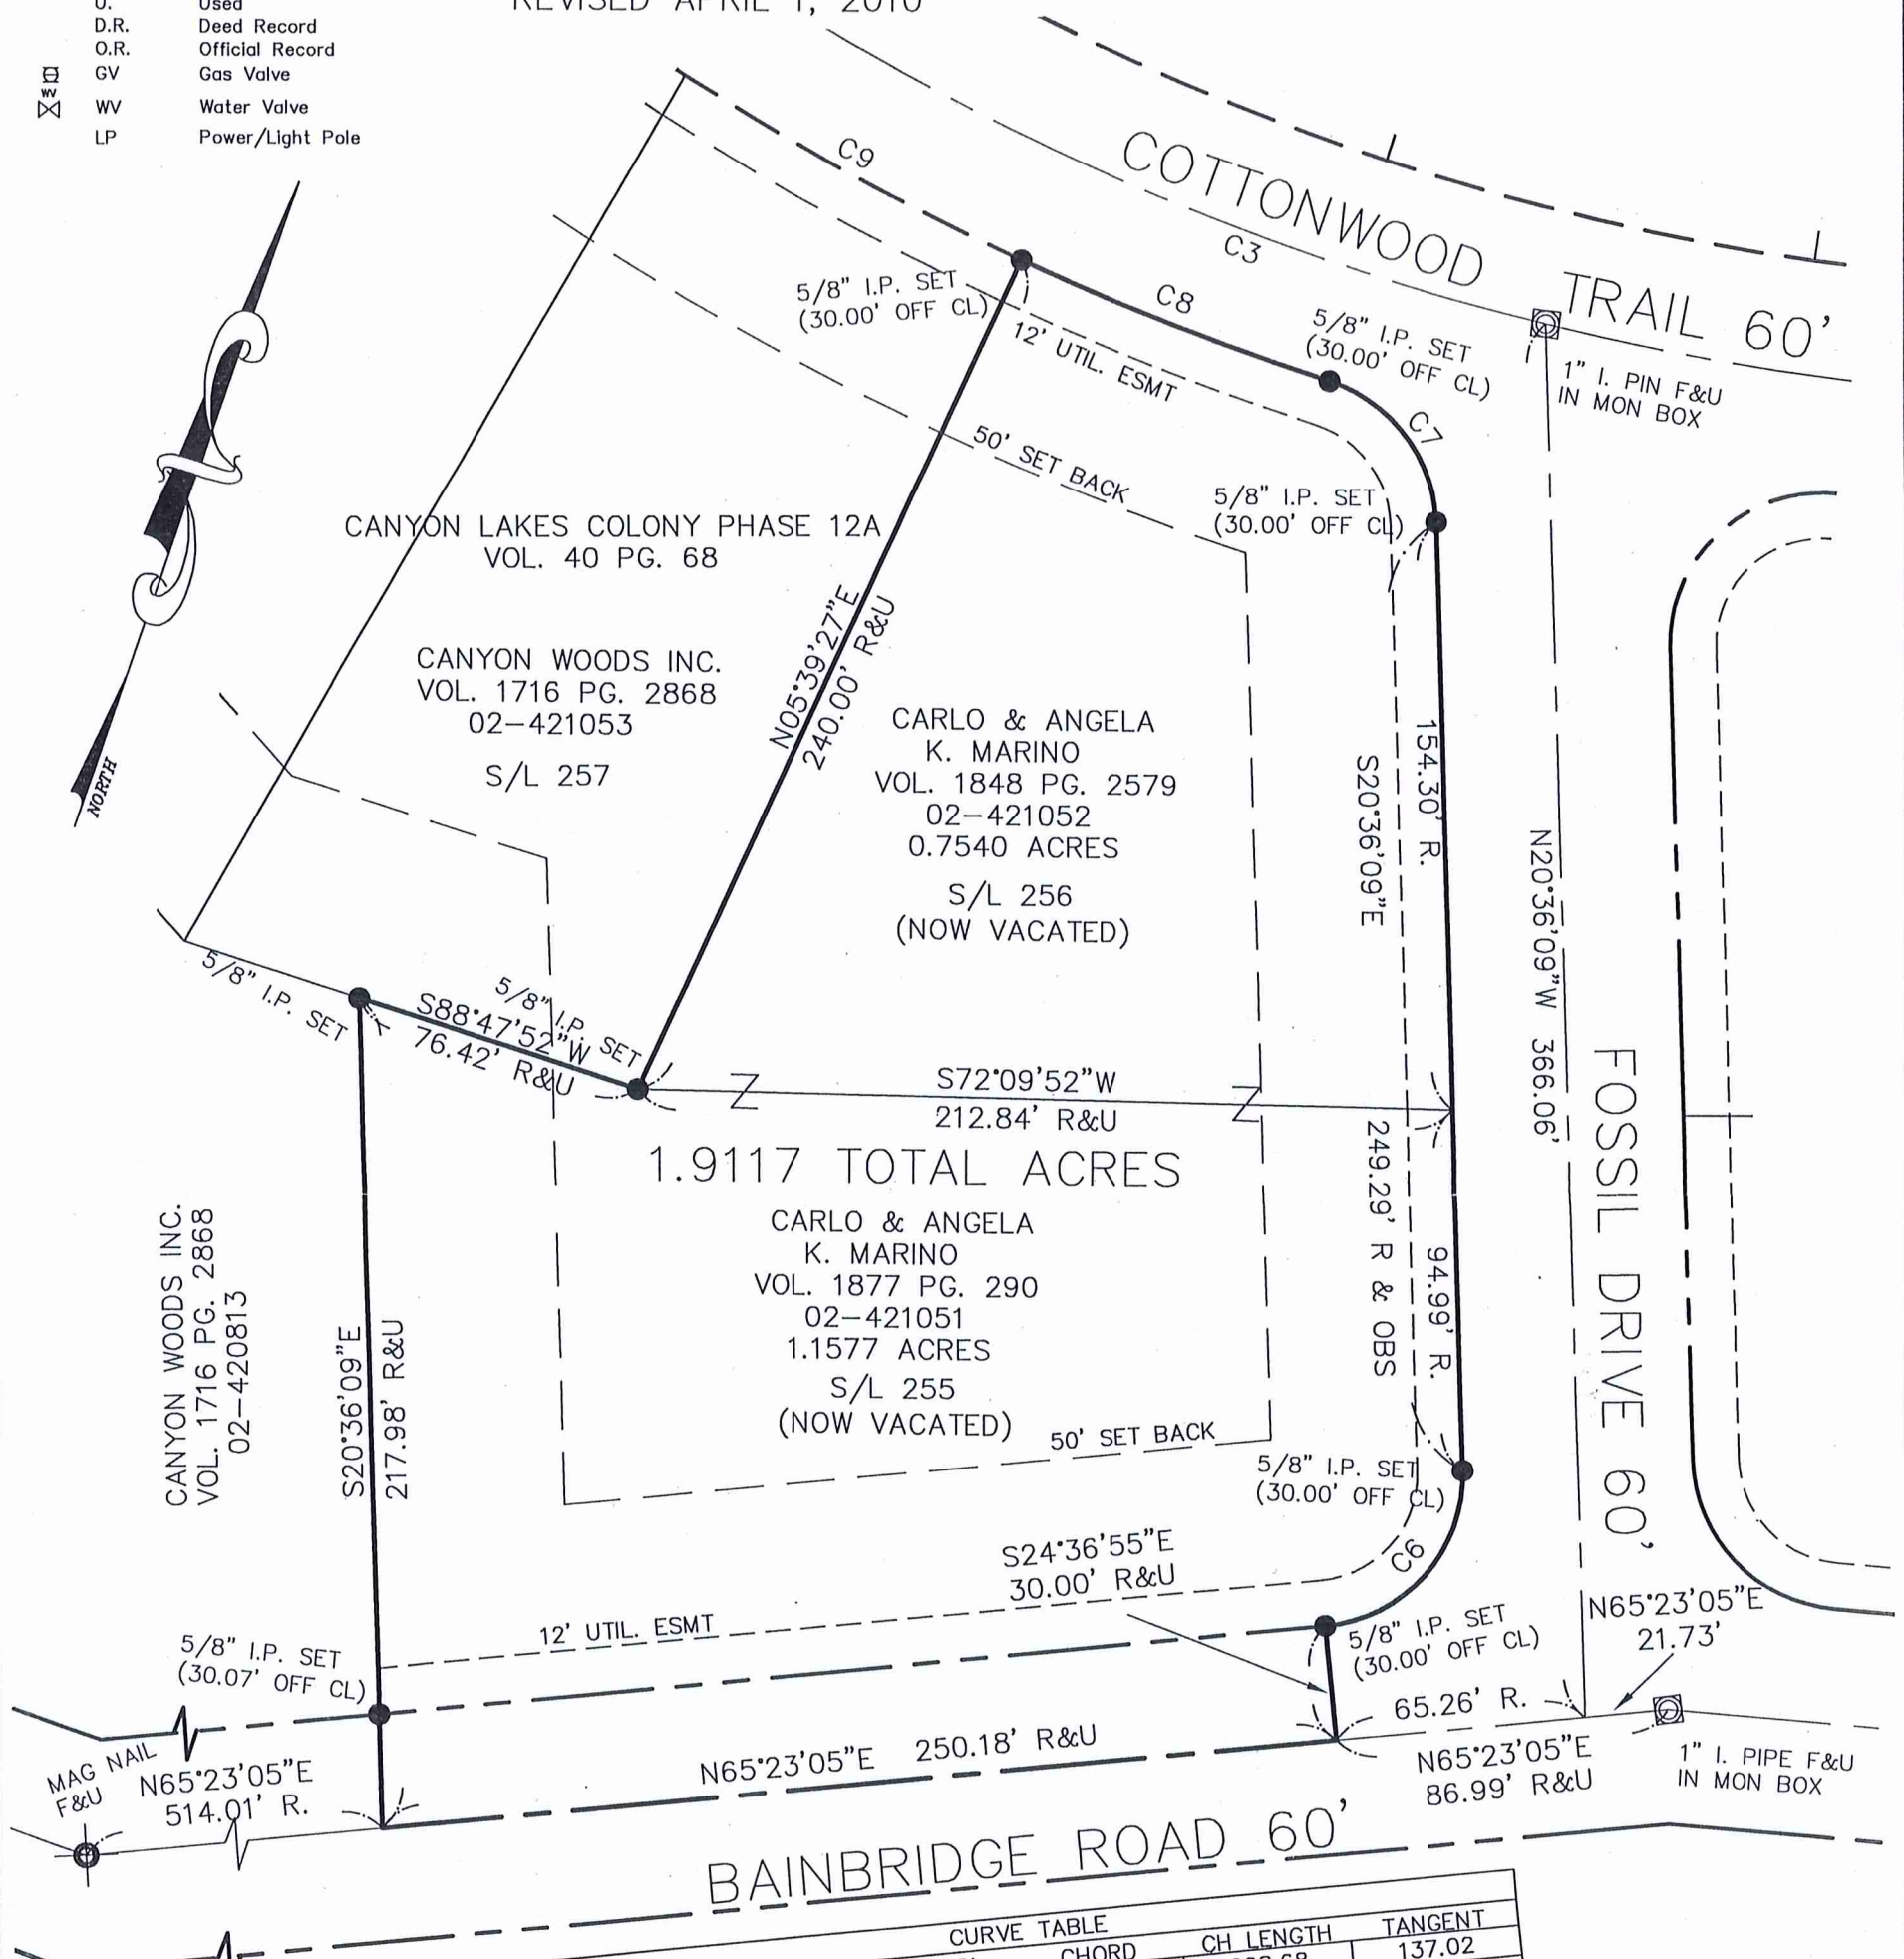 U. Used
REVISED APRIL 1, 2010
D.R. Deed Record
O.R. Official Record
GV Gas Valve
WV
WV Water Valve
LP Power/Light Pole
NORTH
C9
COTTONWOOD TRAIL 60'
C3
C8
5/8" I.P. SET
(30.00' OFF CL)
12' UTIL. ESMT
5/8" I.P. SET
(30.00' OFF CL)
C7
1" I. PIN F&U
IN MON BOX
50' SET BACK
5/8" I.P. SET
(30.00' OFF CL)
CANYON LAKES COLONY PHASE 12A
VOL. 40 PG. 68
CANYON WOODS INC.
VOL. 1716 PG. 2868
02-421053
S/L 257
N05°39'27"E
240.00' R&U
CARLO & ANGELA
K. MARINO
VOL. 1848 PG. 2579
02-421052
0.7540 ACRES
S/L 256
(NOW VACATED)
S20°36'09"E
154.30' R.
N20°36'09"W 366.06'
FOSSIL DRIVE 60'
5/8" I.P. SET
S88°47'52"W
76.42' R&U
5/8" I.P. SET
S72°09'52"W
212.84' R&U
1.9117 TOTAL ACRES
CARLO & ANGELA
K. MARINO
VOL. 1877 PG. 290
02-421051
1.1577 ACRES
S/L 255
(NOW VACATED)
249.29' R & OBS
94.99' R.
CANYON WOODS INC.
VOL. 1716 PG. 2868
02-420813
S20°36'09"E
217.98' R&U
50' SET BACK
5/8" I.P. SET
(30.00' OFF CL)
C6
S24°36'55"E
30.00' R&U
12' UTIL. ESMT
5/8" I.P. SET
(30.07' OFF CL)
5/8" I.P. SET
(30.00' OFF CL)
N65°23'05"E
21.73'
65.26' R.
MAG NAIL
F&U
N65°23'05"E
514.01' R.
N65°23'05"E 250.18' R&U
N65°23'05"E
86.99' R&U
1" I. PIPE F&U
IN MON BOX
BAINBRIDGE ROAD 60'
CURVE TABLE
CHORD CH LENGTH TANGENT
137.02